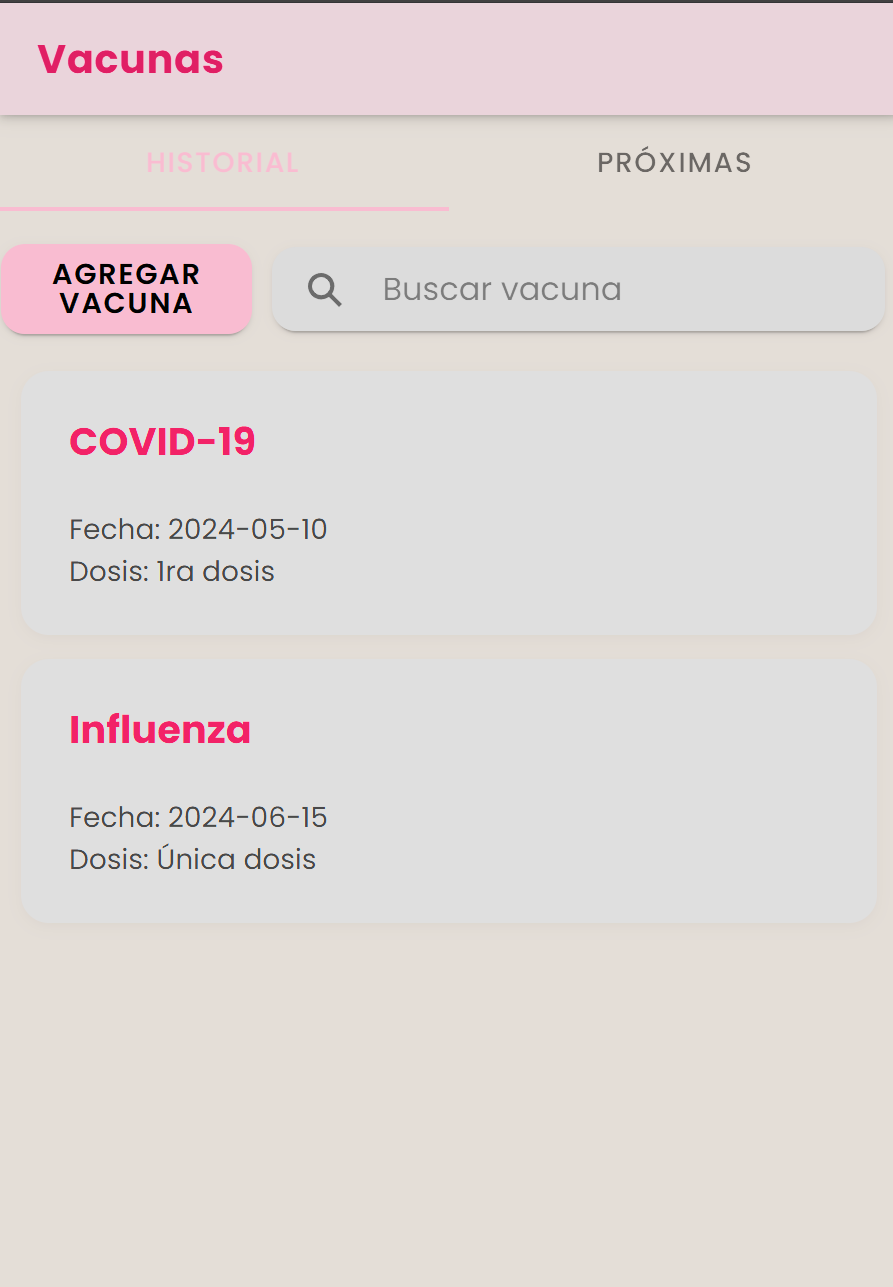 Vacunas
HISTORIAL
PRÓXIMAS
AGREGAR
VACUNA
Buscar vacuna
COVID-19
Fecha: 2024-05-10
Dosis: 1ra dosis
Influenza
Fecha: 2024-06-15
Dosis: Única dosis